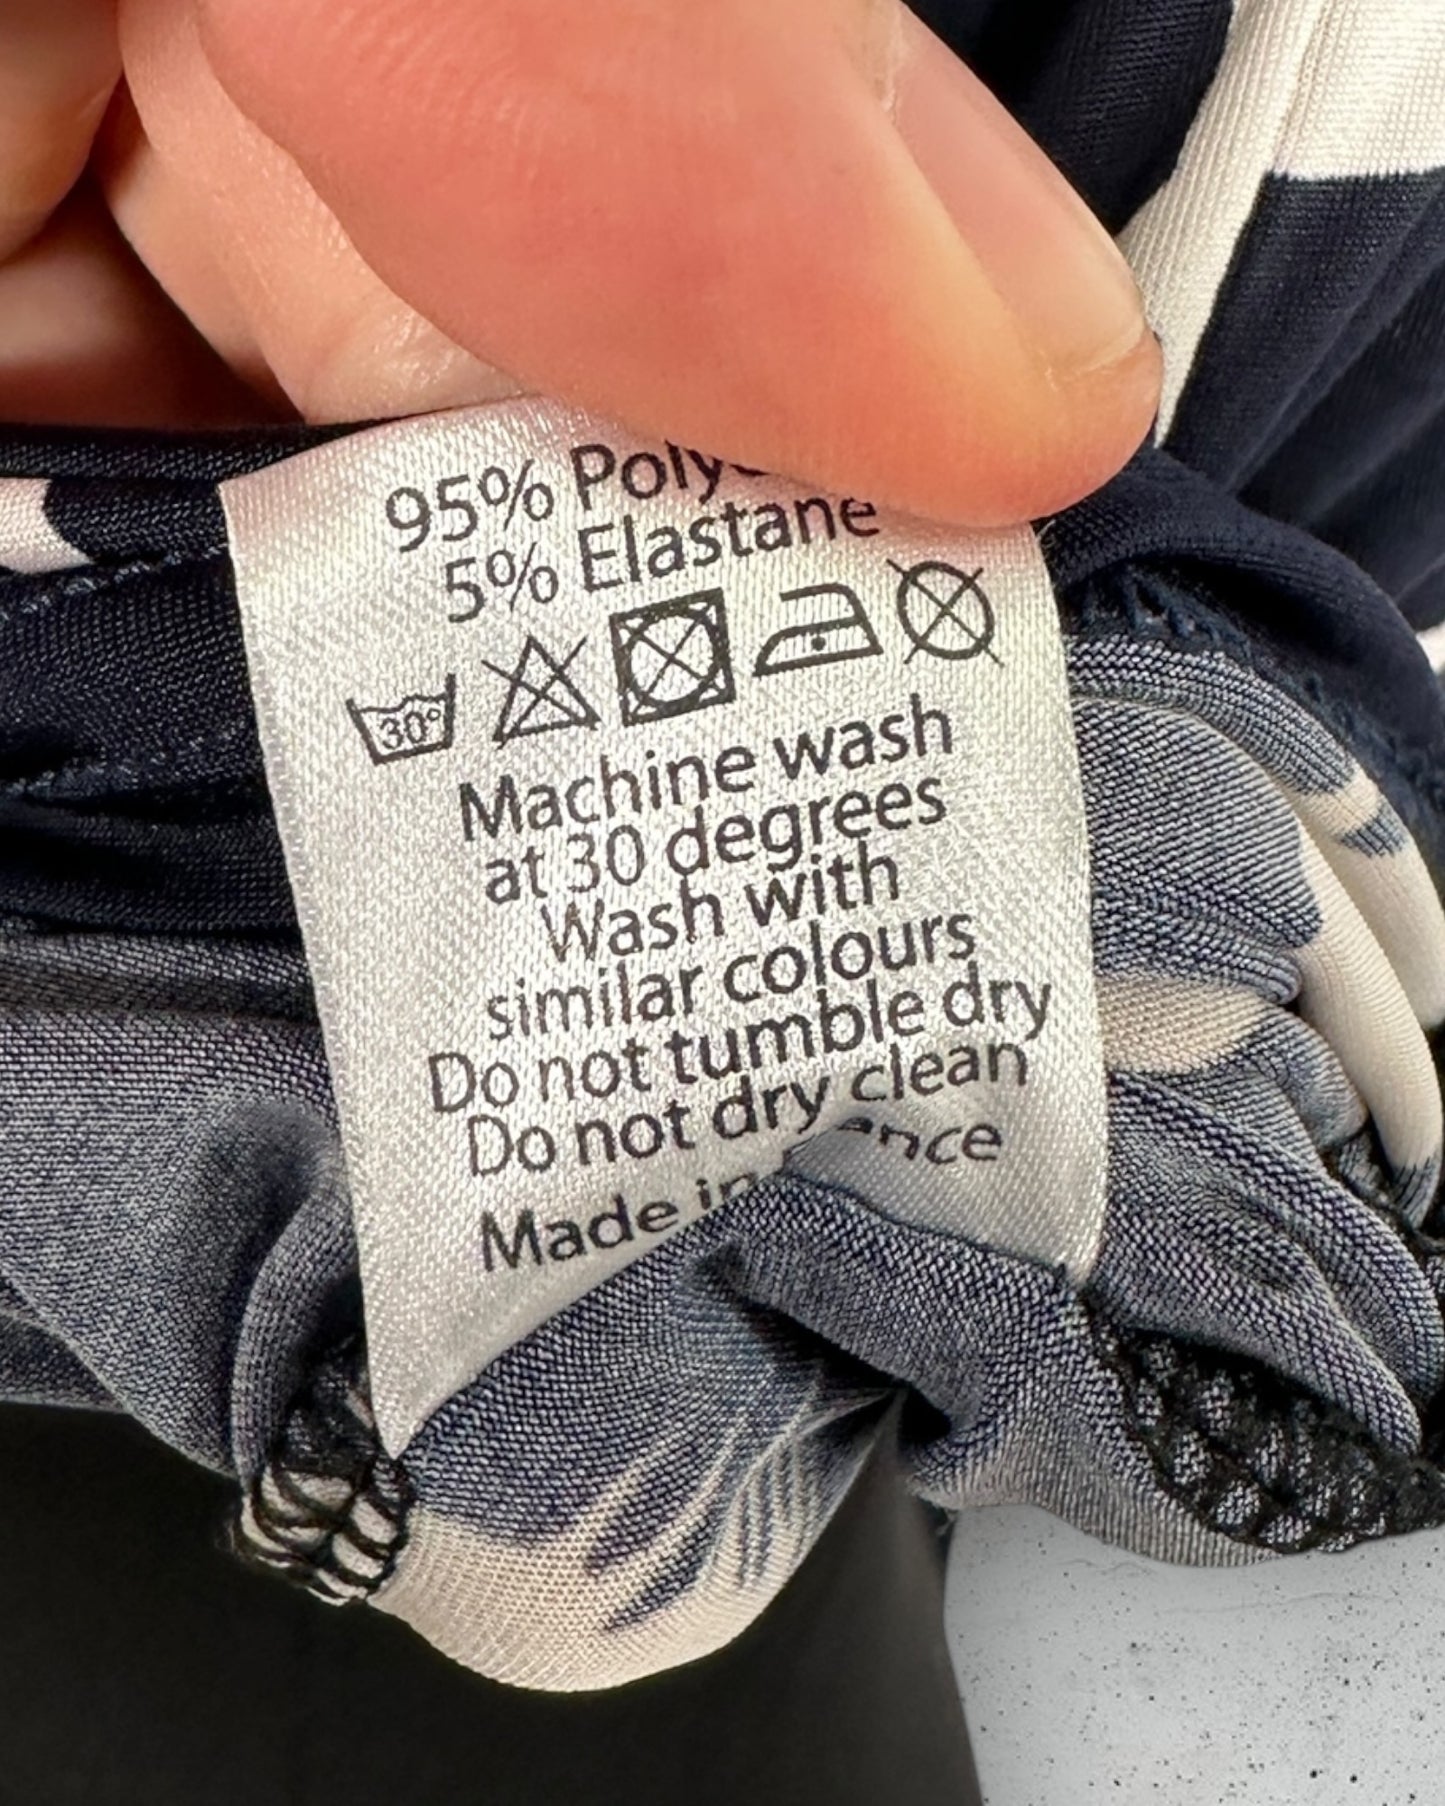 95%
5% Elastane
30°
Machine wash
at 30 degrees
Wash with
similar colours
Do not tumble dry
Do not dry clean
Made in